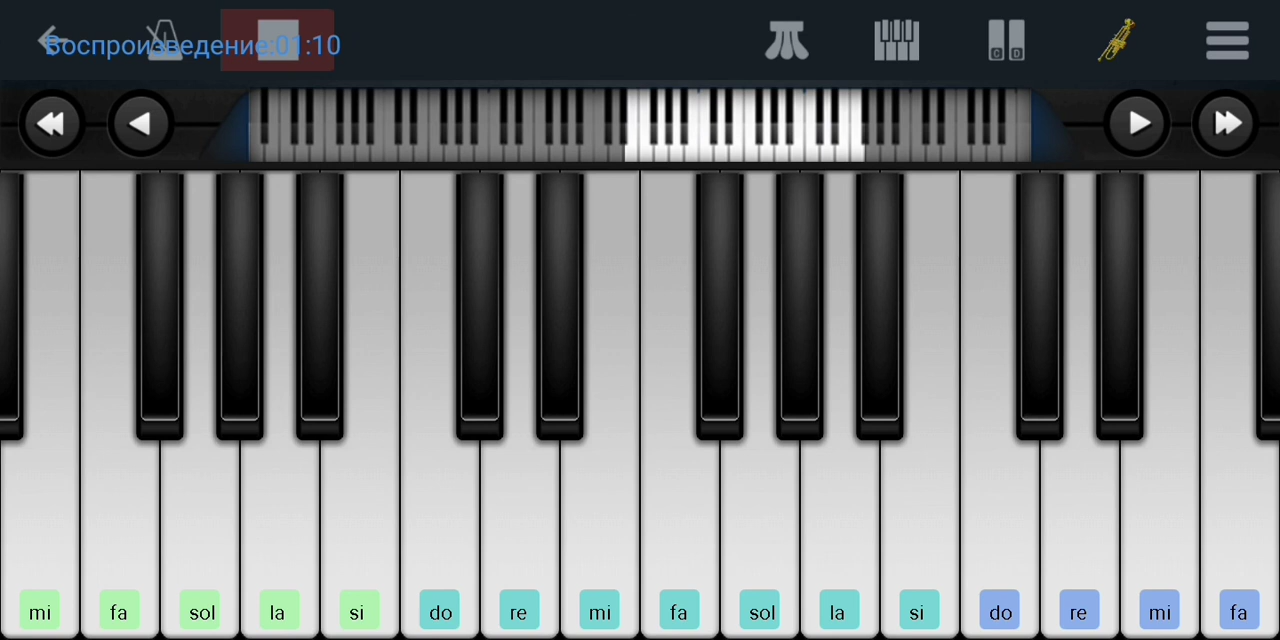 Воспроизведение:01:10
C D
mi fa sol la si do re mi fa sol la si do re mi fa